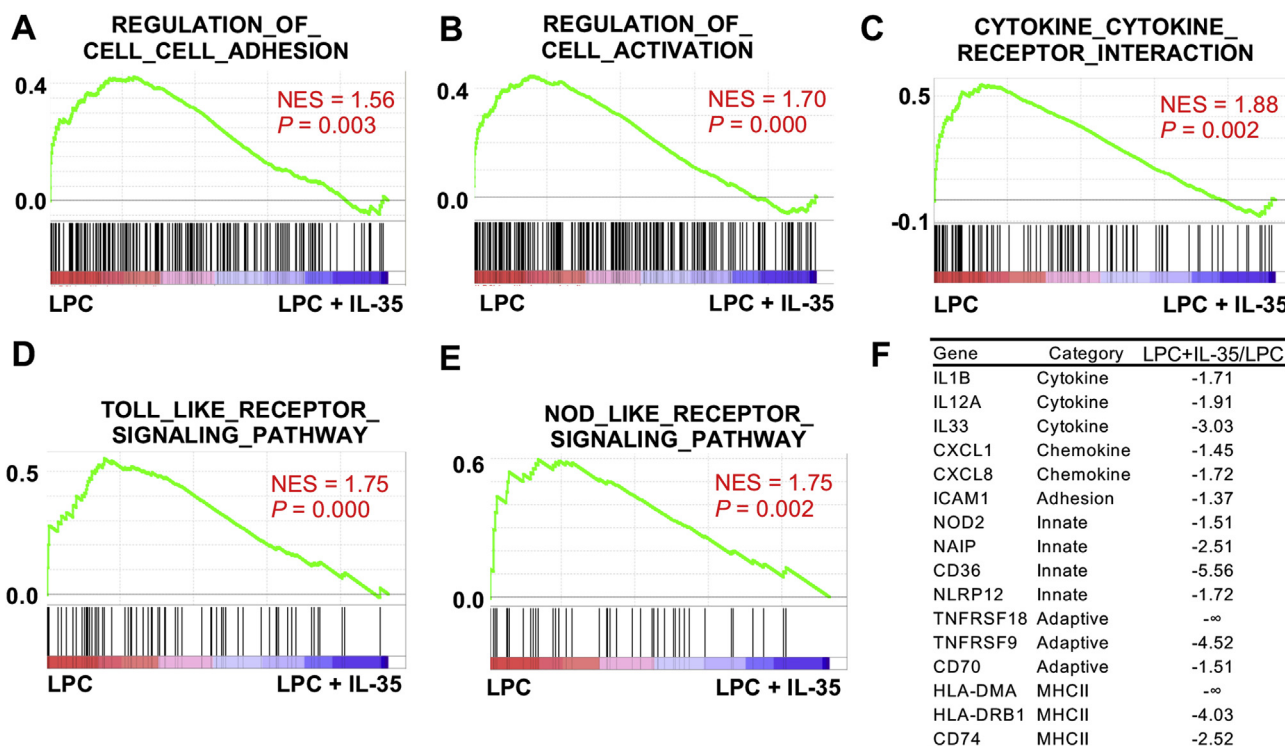 A
REGULATION_OF_
CELL_CELL_ADHESION
0.4
NES = 1.56
P = 0.003
0.0
LPC LPC + IL-35
B
REGULATION_OF_
CELL_ACTIVATION
0.4
NES = 1.70
P = 0.000
0.0
LPC LPC + IL-35
C
CYTOKINE_CYTOKINE_
RECEPTOR_INTERACTION
0.5
NES = 1.88
P = 0.002
-0.1
LPC LPC + IL-35
D
TOLL_LIKE_RECEPTOR_
SIGNALING_PATHWAY
0.5
NES = 1.75
P = 0.000
0.0
LPC LPC + IL-35
E
NOD_LIKE_RECEPTOR_
SIGNALING_PATHWAY
0.6
NES = 1.75
P = 0.002
0.0
LPC LPC + IL-35
F
Gene Category LPC+IL-35/LPC
IL1B Cytokine -1.71
IL12A Cytokine -1.91
IL33 Cytokine -3.03
CXCL1 Chemokine -1.45
CXCL8 Chemokine -1.72
ICAM1 Adhesion -1.37
NOD2 Innate -1.51
NAIP Innate -2.51
CD36 Innate -5.56
NLRP12 Innate -1.72
TNFRSF18 Adaptive -∞
TNFRSF9 Adaptive -4.52
CD70 Adaptive -1.51
HLA-DMA MHCII -∞
HLA-DRB1 MHCII -4.03
CD74 MHCII -2.52